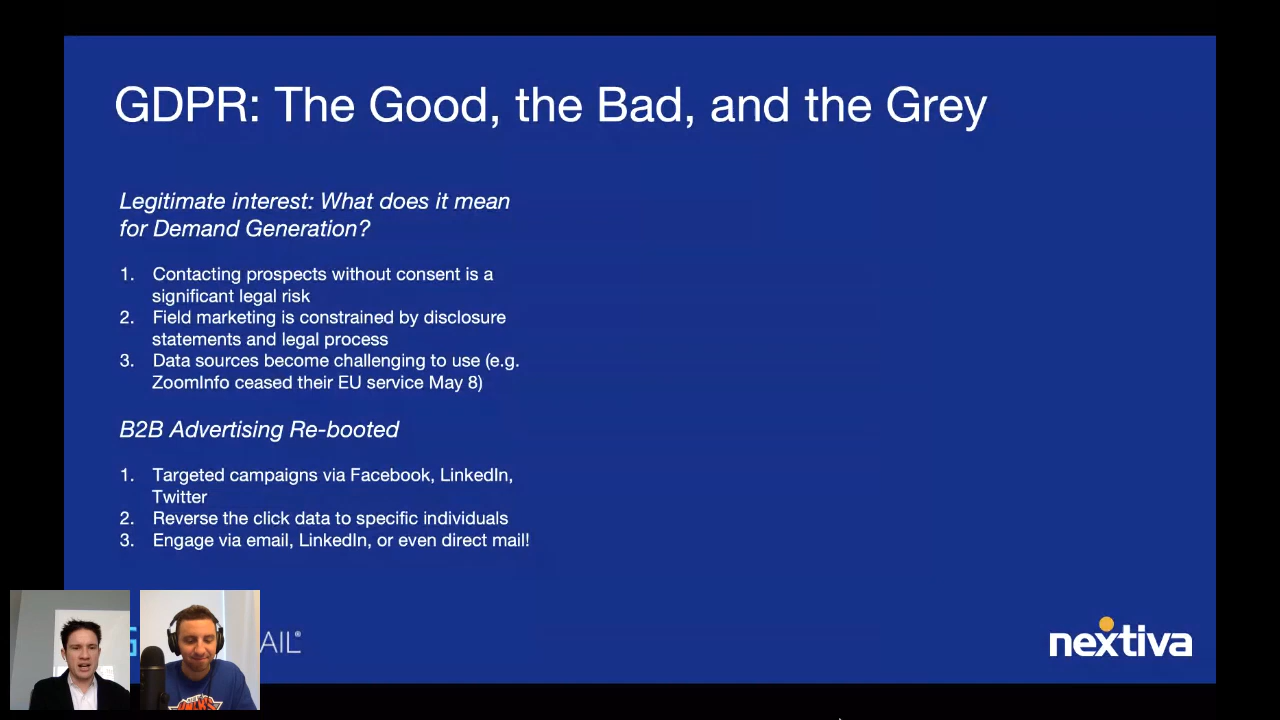 GDPR: The Good, the Bad, and the Grey
Legitimate interest: What does it mean
for Demand Generation?
1. Contacting prospects without consent is a
significant legal risk
2. Field marketing is constrained by disclosure
statements and legal process
3. Data sources become challenging to use (e.g.
ZoomInfo ceased their EU service May 8)
B2B Advertising Re-booted
1. Targeted campaigns via Facebook, LinkedIn,
Twitter
2. Reverse the click data to specific individuals
3. Engage via email, LinkedIn, or even direct mail!
AIL®
nextiva